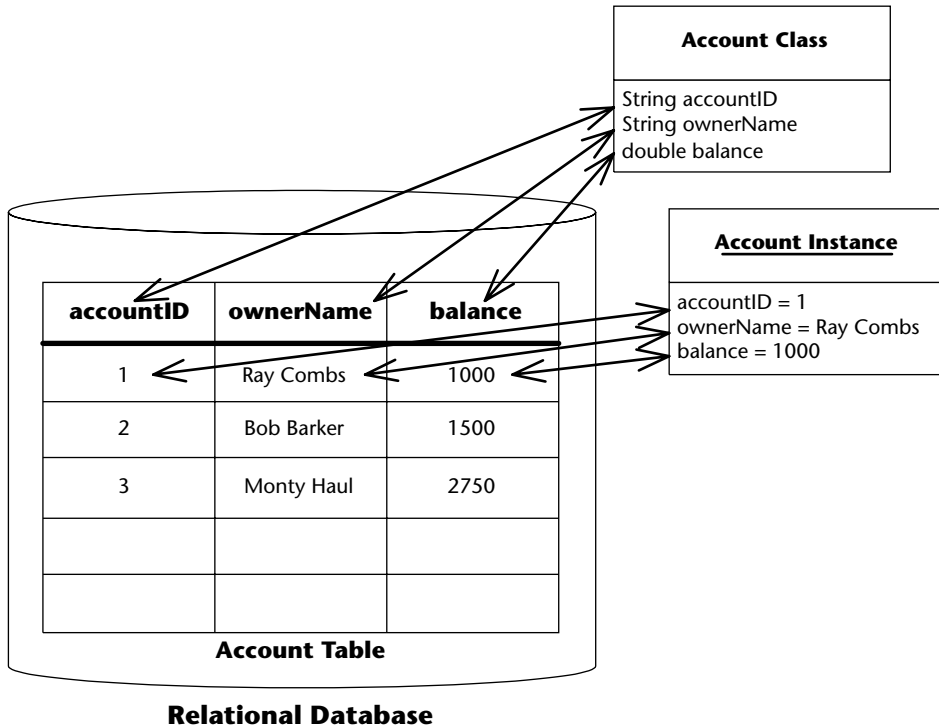 Account Class
String accountID
String ownerName
double balance
Account Instance
accountID = 1
ownerName = Ray Combs
balance = 1000
accountID ownerName balance
1 Ray Combs 1000
2 Bob Barker 1500
3 Monty Haul 2750
Account Table
Relational Database